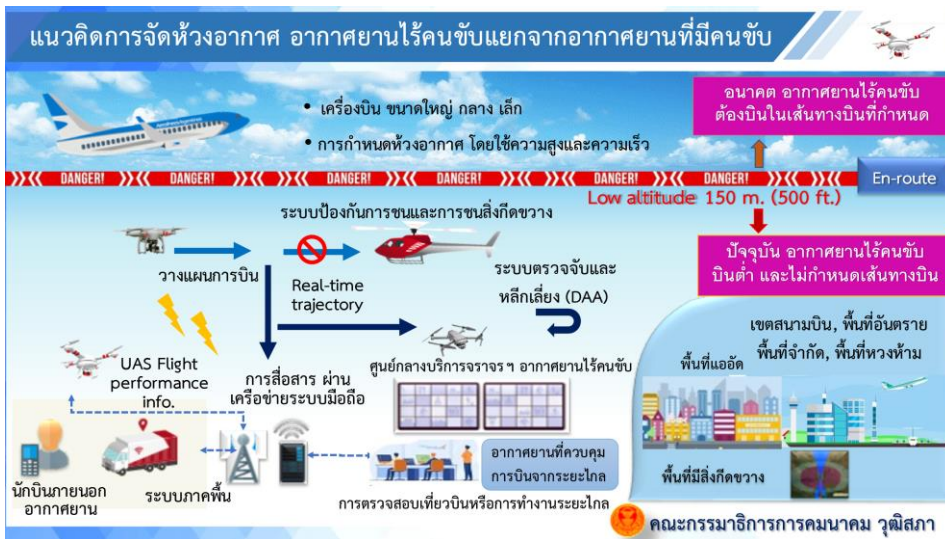 แนวคิดการจัดห้วงอากาศ อากาศยานไร้คนขับแยกจากอากาศยานที่มีคนขับ
• เครื่องบิน ขนาดใหญ่ กลาง เล็ก
• การกำหนดห้วงอากาศ โดยใช้ความสูงและความเร็ว
อนาคต อากาศยานไร้คนขับ
ต้องบินในเส้นทางบินที่กำหนด
DANGER! DANGER! DANGER! DANGER! DANGER! DANGER! DANGER!
En-route
Low altitude 150 m. (500 ft.)
ระบบป้องกันการชนและการชนสิ่งกีดขวาง
วางแผนการบิน
Real-time
trajectory
ระบบตรวจจับและ
หลีกเลี่ยง (DAA)
ปัจจุบัน อากาศยานไร้คนขับ
บินต่ำ และไม่กำหนดเส้นทางบิน
UAS Flight
performance
info.
การสื่อสาร ผ่าน
เครือข่ายระบบมือถือ
ศูนย์กลางบริการจราจร ฯ อากาศยานไร้คนขับ
เขตสนามบิน, พื้นที่อันตราย
พื้นที่จำกัด, พื้นที่หวงห้าม
พื้นที่แออัด
พื้นที่มีสิ่งกีดขวาง
นักบินภายนอก
อากาศยาน
ระบบภาคพื้น
อากาศยานที่ควบคุม
การบินจากระยะไกล
การตรวจสอบเที่ยวบินหรือการทำงานระยะไกล
คณะกรรมาธิการการคมนาคม วุฒิสภา